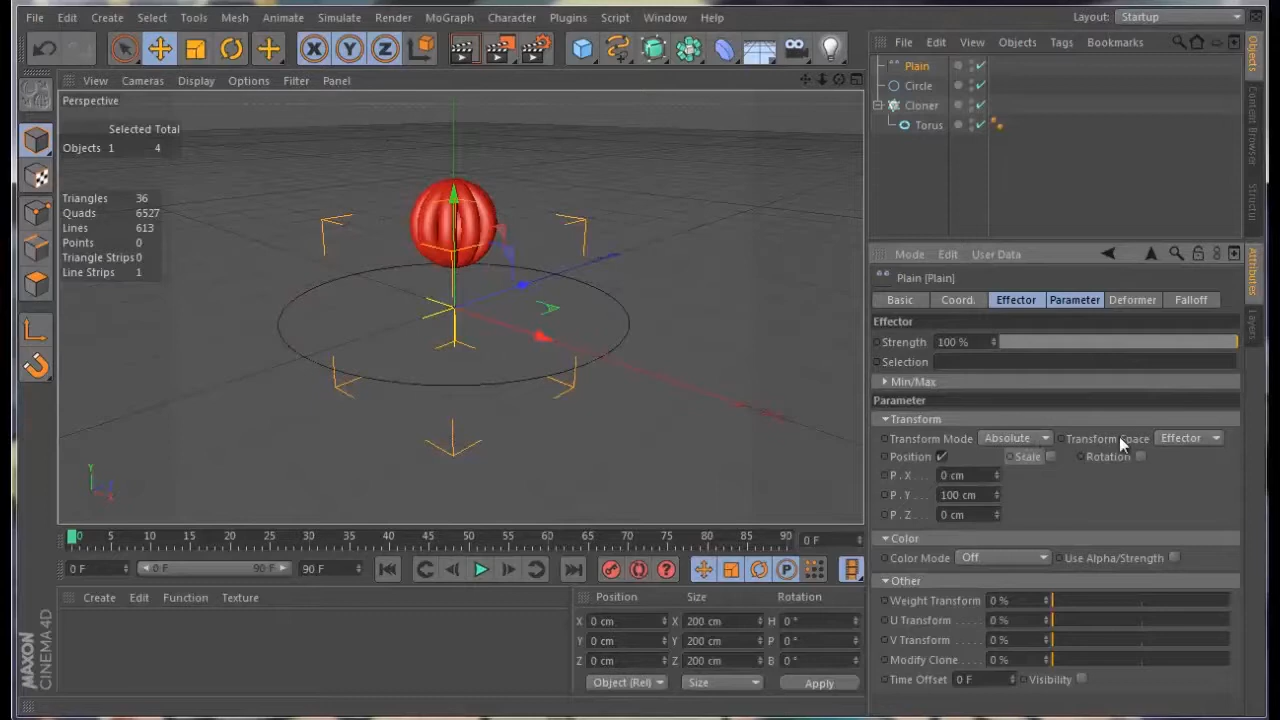 File Edit Create Select Tools Mesh Animate Simulate Render MoGraph Character Plugins Script Window Help
Layout: Startup
X Y Z
File Edit View Objects Tags Bookmarks
View Cameras Display Options Filter Panel
Perspective
Selected Total
Objects 1 4
Triangles 36
Quads 6527
Lines 613
Points 0
Triangle Strips 0
Line Strips 1
Y
X
Plain
Circle
Cloner
Torus
Objects
Content Browser
Structu
Mode Edit User Data
Plain [Plain]
Basic Coord. Effector Parameter Deformer Falloff
Attributes
Layers
Effector
Strength 100 %
Selection
Min/Max
Parameter
Transform
Transform Mode Absolute Transform Space Effector
Position Scale Rotation
P . X . . . 0 cm
P . Y . . . 100 cm
P . Z . . . 0 cm
Color
Color Mode Off Use Alpha/Strength
Other
Weight Transform 0 %
U Transform . . . . 0 %
V Transform . . . . 0 %
Modify Clone . . . 0 %
Time Offset 0 F Visibility
0 5 10 15 20 25 30 35 40 45 50 55 60 65 70 75 80 85 90 0 F
0 F 0 F 90 F 90 F
P
Create Edit Function Texture
Position Size Rotation
X 0 cm X 200 cm H 0 °
Y 0 cm Y 200 cm P 0 °
Z 0 cm Z 200 cm B 0 °
Object (Rel) Size Apply
MAXON
CINEMA 4D